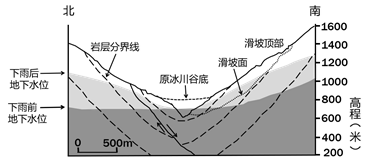 北
南
岩层分界线
滑坡顶部
原冰川谷底
滑坡面
下雨后
地下水位
下雨前
地下水位
1600
1400
1200
1000
800
600
400
200
高程(米)
0 500m